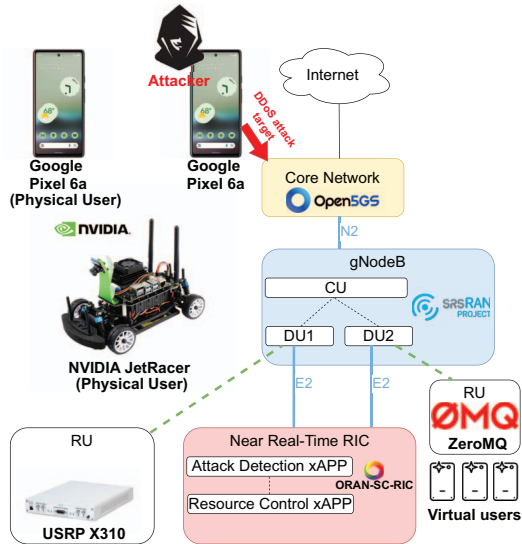 Attacker
Internet
DDoS attack
target
Google
Pixel 6a
(Physical User)
Google
Pixel 6a
Core Network
Open5GS
N2
NVIDIA.
gNodeB
CU
srsRAN
PROJECT
DU1
DU2
NVIDIA JetRacer
(Physical User)
E2
E2
RU
ØMQ
ZeroMQ
RU
Near Real-Time RIC
Attack Detection xAPP
ORAN-SC-RIC
Resource Control xAPP
USRP X310
Virtual users